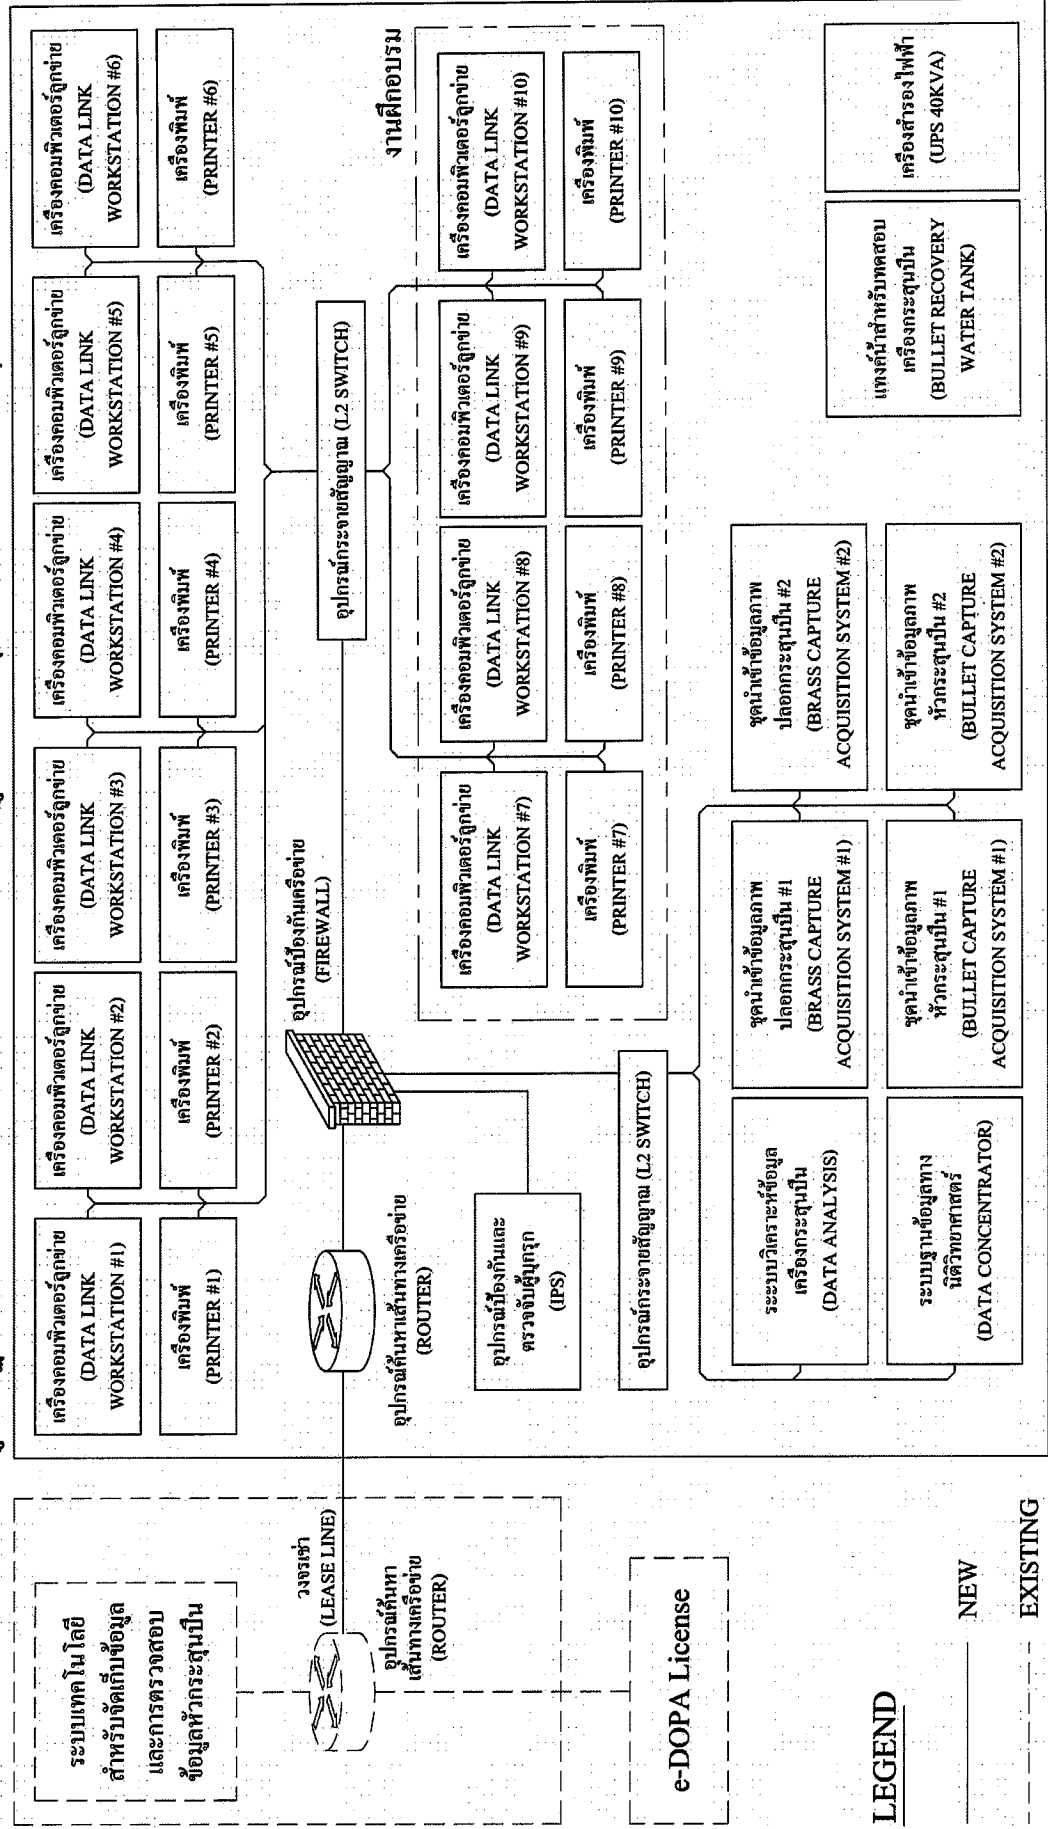 ระบบเทคโนโลยี
สำหรับจัดเก็บข้อมูล
และการตรวจสอบ
ข้อมูลหัวกระสุนปืน
วงจรเช่า
(LEASE LINE)
อุปกรณ์ค้นหา
เส้นทางเครือข่าย
(ROUTER)
e-DOPA License
LEGEND
NEW
EXISTING
เครื่องคอมพิวเตอร์ลูกข่าย
(DATA LINK
WORKSTATION #1)
เครื่องคอมพิวเตอร์ลูกข่าย
(DATA LINK
WORKSTATION #2)
เครื่องคอมพิวเตอร์ลูกข่าย
(DATA LINK
WORKSTATION #3)
เครื่องคอมพิวเตอร์ลูกข่าย
(DATA LINK
WORKSTATION #4)
เครื่องคอมพิวเตอร์ลูกข่าย
(DATA LINK
WORKSTATION #5)
เครื่องคอมพิวเตอร์ลูกข่าย
(DATA LINK
WORKSTATION #6)
เครื่องพิมพ์
(PRINTER #1)
เครื่องพิมพ์
(PRINTER #2)
เครื่องพิมพ์
(PRINTER #3)
เครื่องพิมพ์
(PRINTER #4)
เครื่องพิมพ์
(PRINTER #5)
เครื่องพิมพ์
(PRINTER #6)
อุปกรณ์ค้นหาเส้นทางเครือข่าย
(ROUTER)
อุปกรณ์ป้องกันเครือข่าย
(FIREWALL)
อุปกรณ์กระจายสัญญาณ (L2 SWITCH)
งานฝึกอบรม
เครื่องคอมพิวเตอร์ลูกข่าย
(DATA LINK
WORKSTATION #7)
เครื่องคอมพิวเตอร์ลูกข่าย
(DATA LINK
WORKSTATION #8)
เครื่องคอมพิวเตอร์ลูกข่าย
(DATA LINK
WORKSTATION #9)
เครื่องคอมพิวเตอร์ลูกข่าย
(DATA LINK
WORKSTATION #10)
เครื่องพิมพ์
(PRINTER #7)
เครื่องพิมพ์
(PRINTER #8)
เครื่องพิมพ์
(PRINTER #9)
เครื่องพิมพ์
(PRINTER #10)
อุปกรณ์ป้องกันและ
ตรวจจับผู้บุกรุก
(IPS)
อุปกรณ์กระจายสัญญาณ (L2 SWITCH)
ระบบวิเคราะห์ข้อมูล
เครื่องกระสุนปืน
(DATA ANALYSIS)
ชุดนำเข้าข้อมูลภาพ
ปลอกกระสุนปืน #1
(BRASS CAPTURE
ACQUISITION SYSTEM #1)
ชุดนำเข้าข้อมูลภาพ
ปลอกกระสุนปืน #2
(BRASS CAPTURE
ACQUISITION SYSTEM #2)
ระบบฐานข้อมูลทาง
นิติวิทยาศาสตร์
(DATA CONCENTRATOR)
ชุดนำเข้าข้อมูลภาพ
หัวกระสุนปืน #1
(BULLET CAPTURE
ACQUISITION SYSTEM #1)
ชุดนำเข้าข้อมูลภาพ
หัวกระสุนปืน #2
(BULLET CAPTURE
ACQUISITION SYSTEM #2)
แทงค์น้ำสำหรับทดสอบ
เครื่องกระสุนปืน
(BULLET RECOVERY
WATER TANK)
เครื่องสำรองไฟฟ้า
(UPS 40KVA)